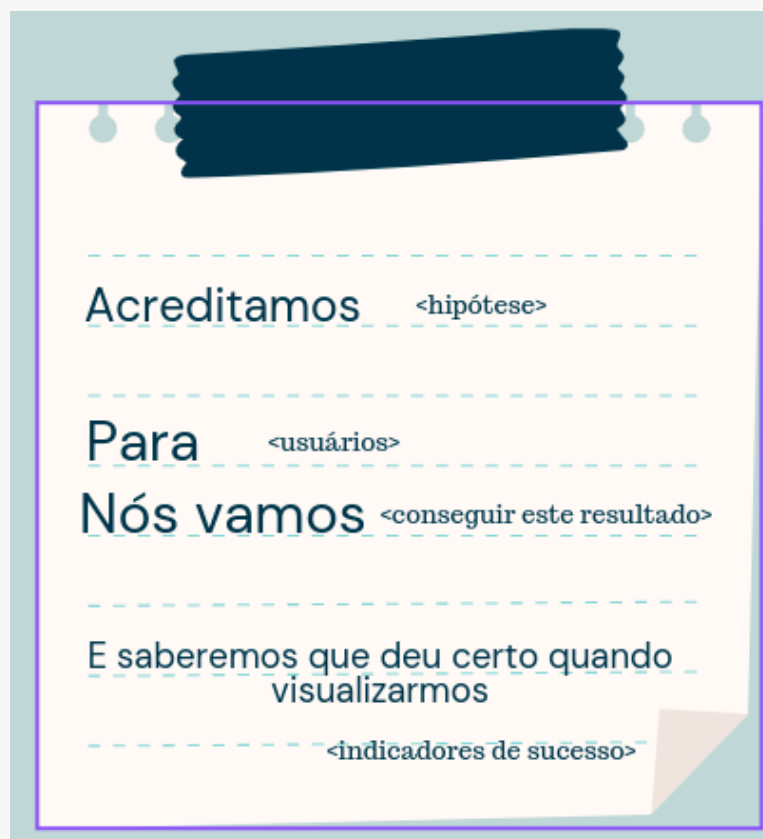 Acreditamos <hipótese>
Para <usuários>
Nós vamos <conseguir este resultado>
E saberemos que deu certo quando
visualizarmos
<indicadores de sucesso>